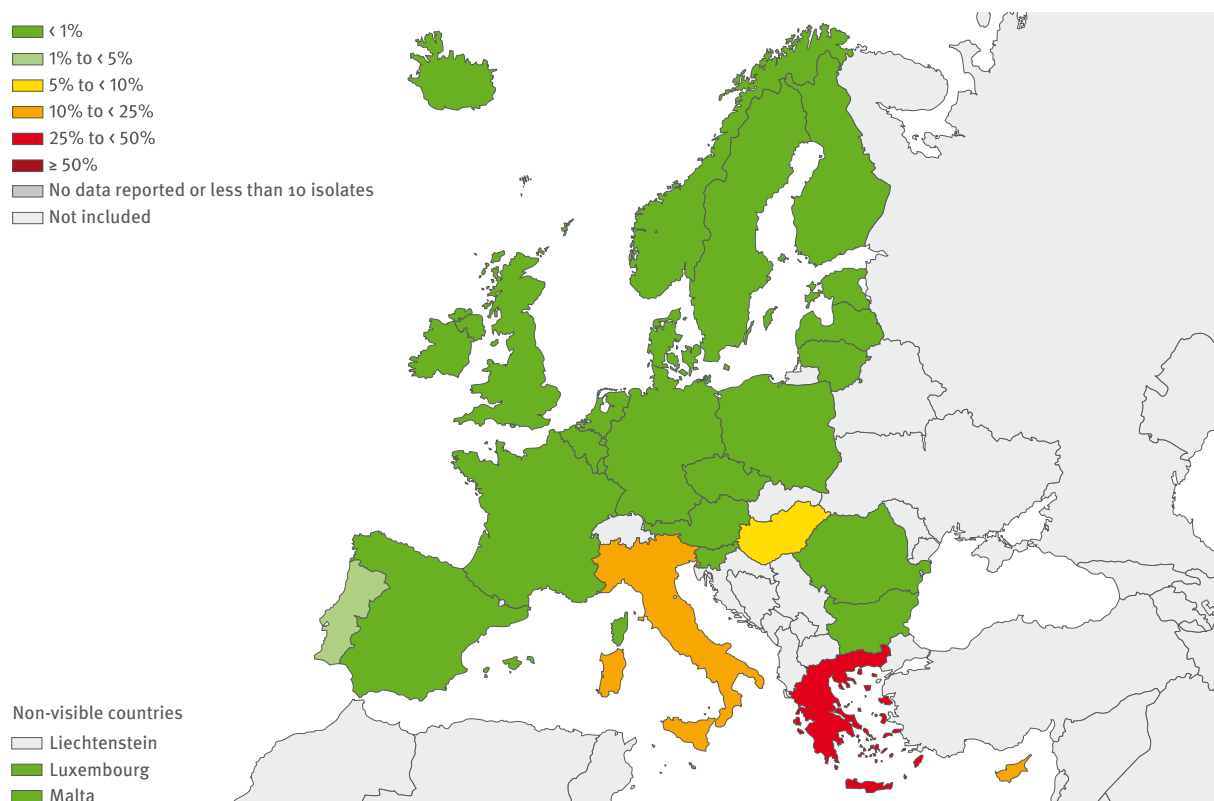 < 1%
1% to < 5%
5% to < 10%
10% to < 25%
25% to < 50%
≥ 50%
No data reported or less than 10 isolates
Not included
Non-visible countries
Liechtenstein
Luxembourg
Malta